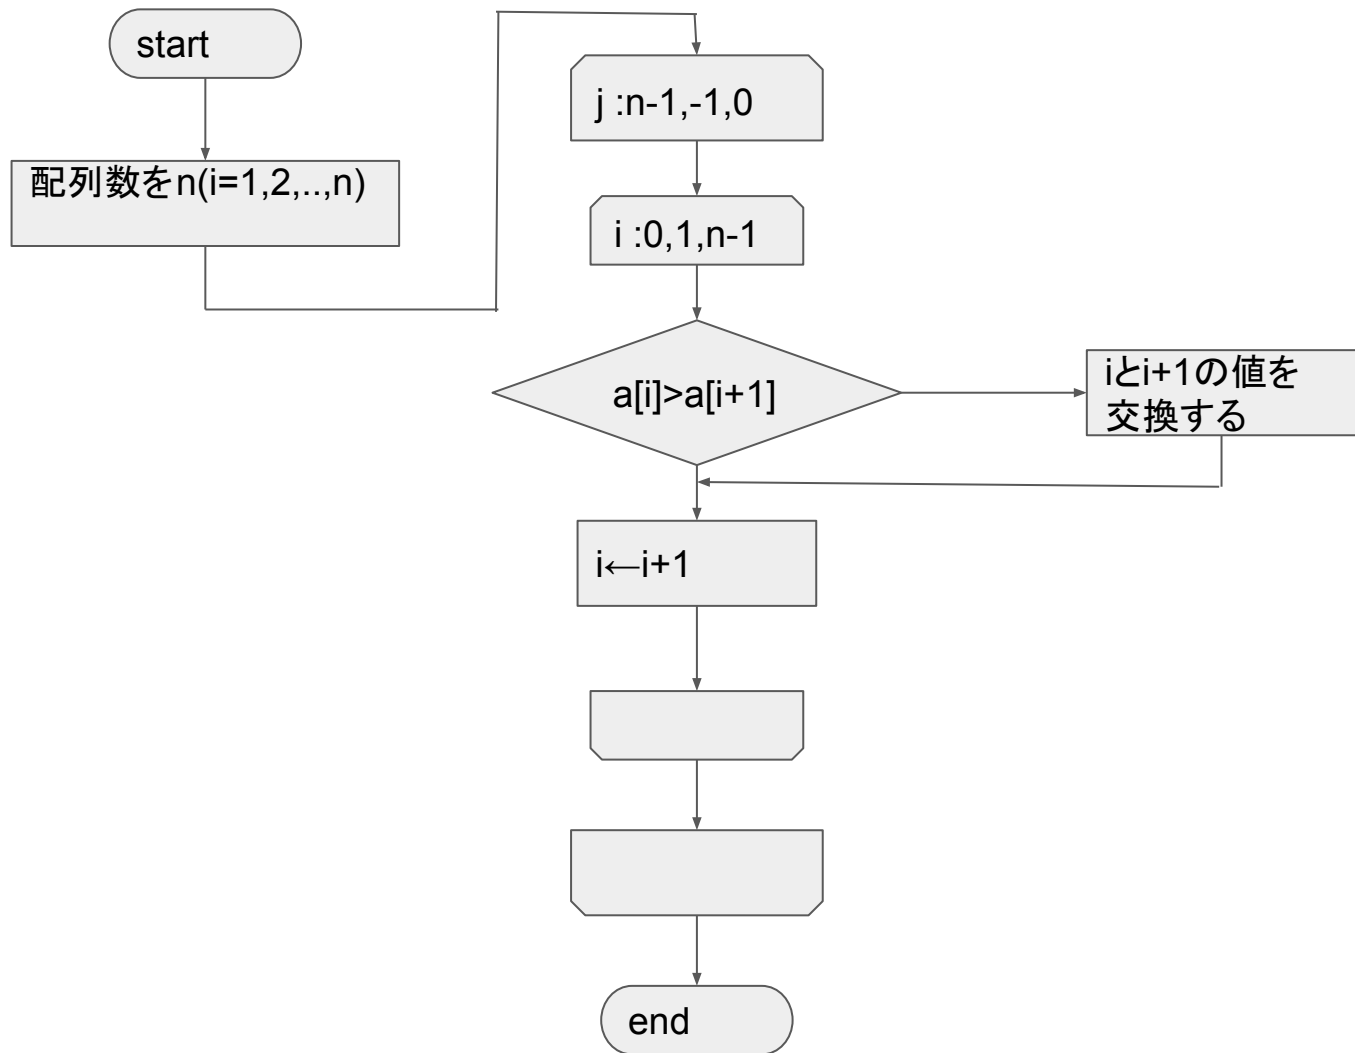 start
配列数をn(i=1,2,..,n)
j :n-1,-1,0
i :0,1,n-1
a[i]>a[i+1]
iとi+1の値を
交換する
i←i+1
end